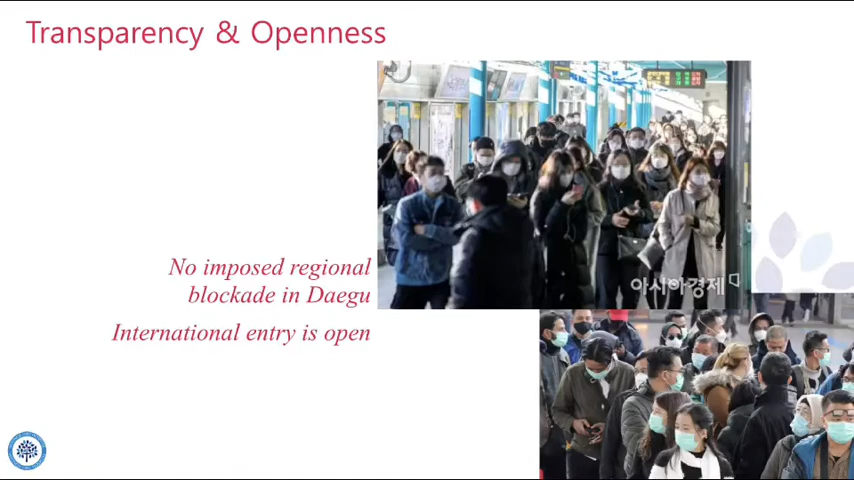 Transparency & Openness
No imposed regional
blockade in Daegu
International entry is open
아시아경제